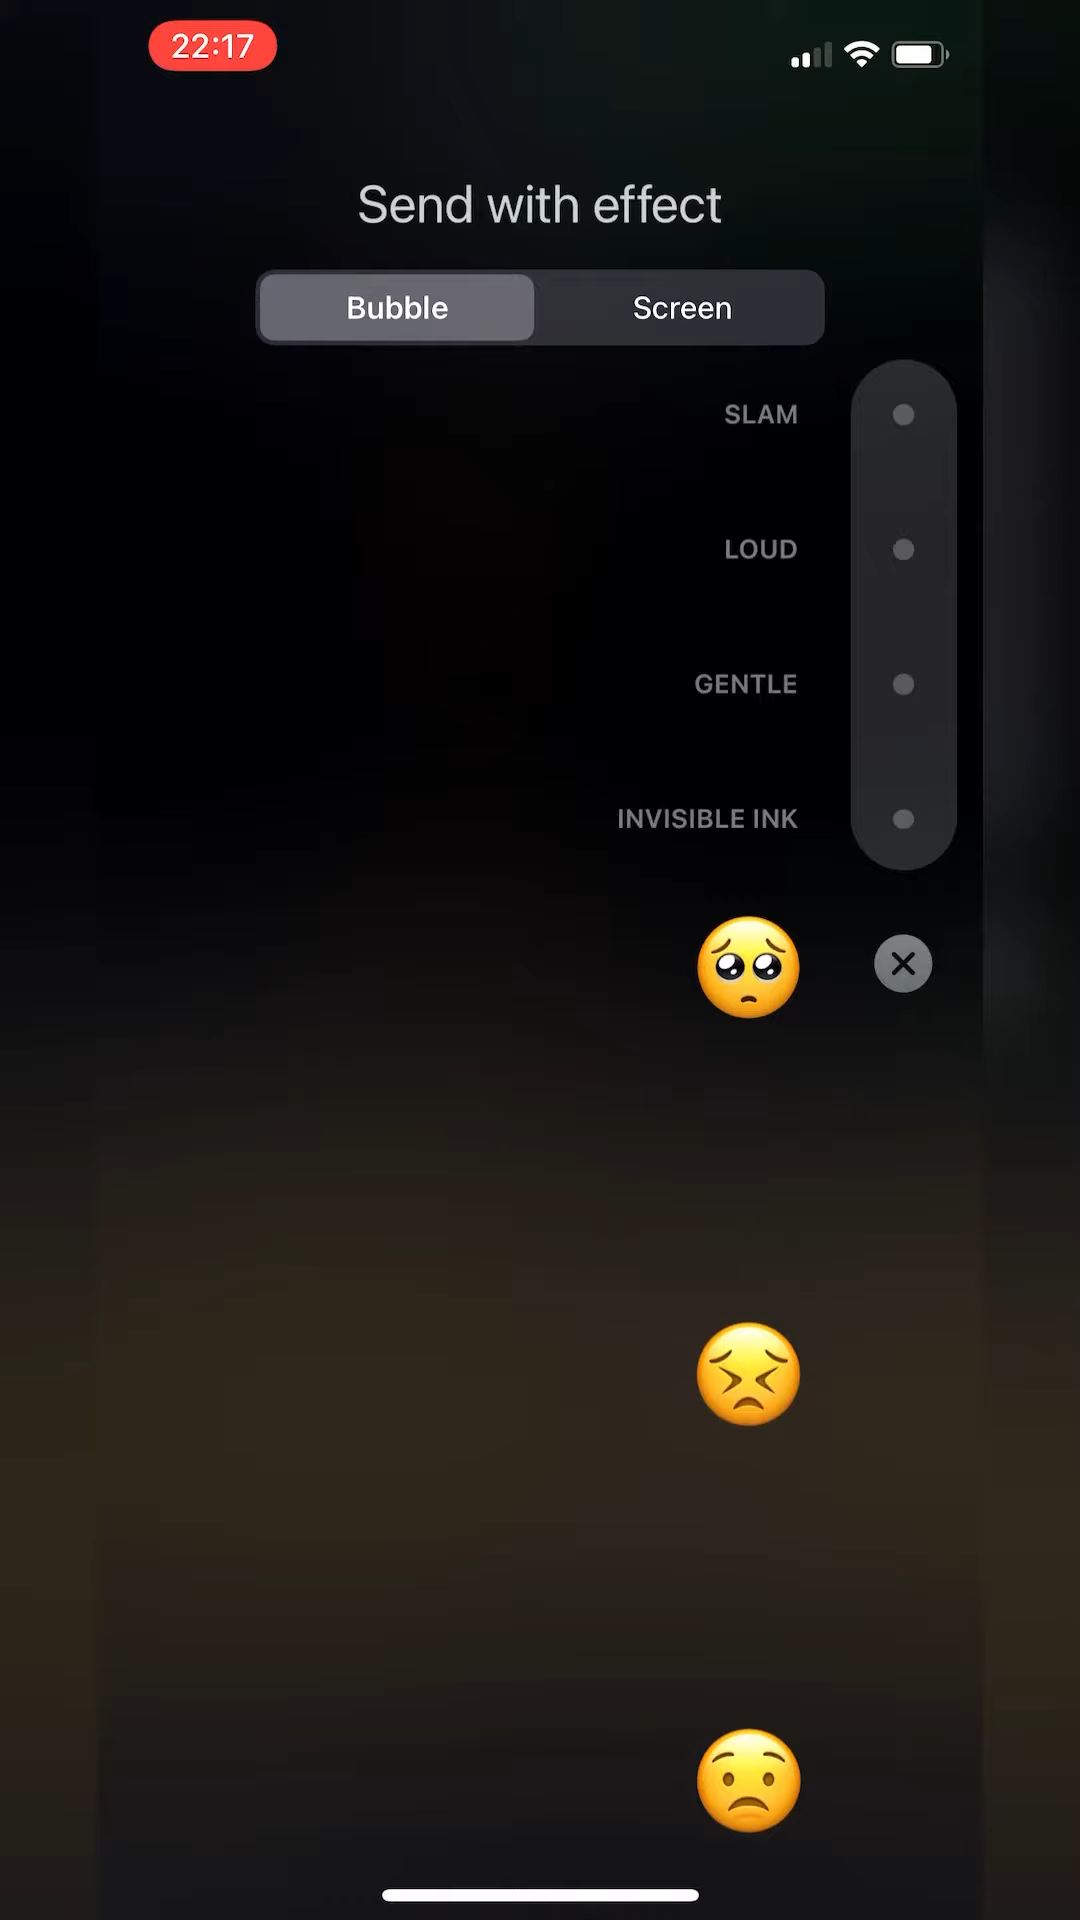 22:17
Send with effect
Bubble Screen
SLAM
LOUD
GENTLE
INVISIBLE INK